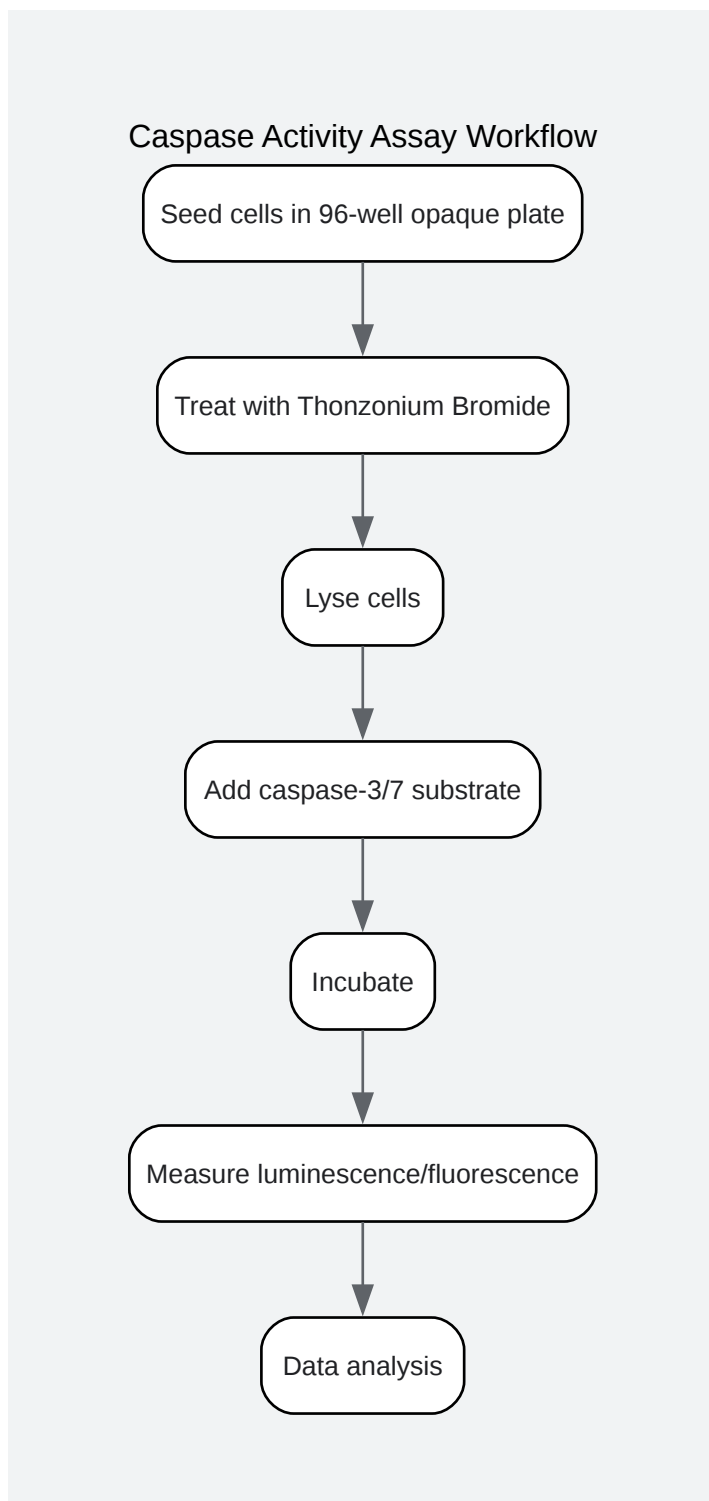 Caspase Activity Assay Workflow
Seed cells in 96-well opaque plate
Treat with Thonzonium Bromide
Lyse cells
Add caspase-3/7 substrate
Incubate
Measure luminescence/fluorescence
Data analysis